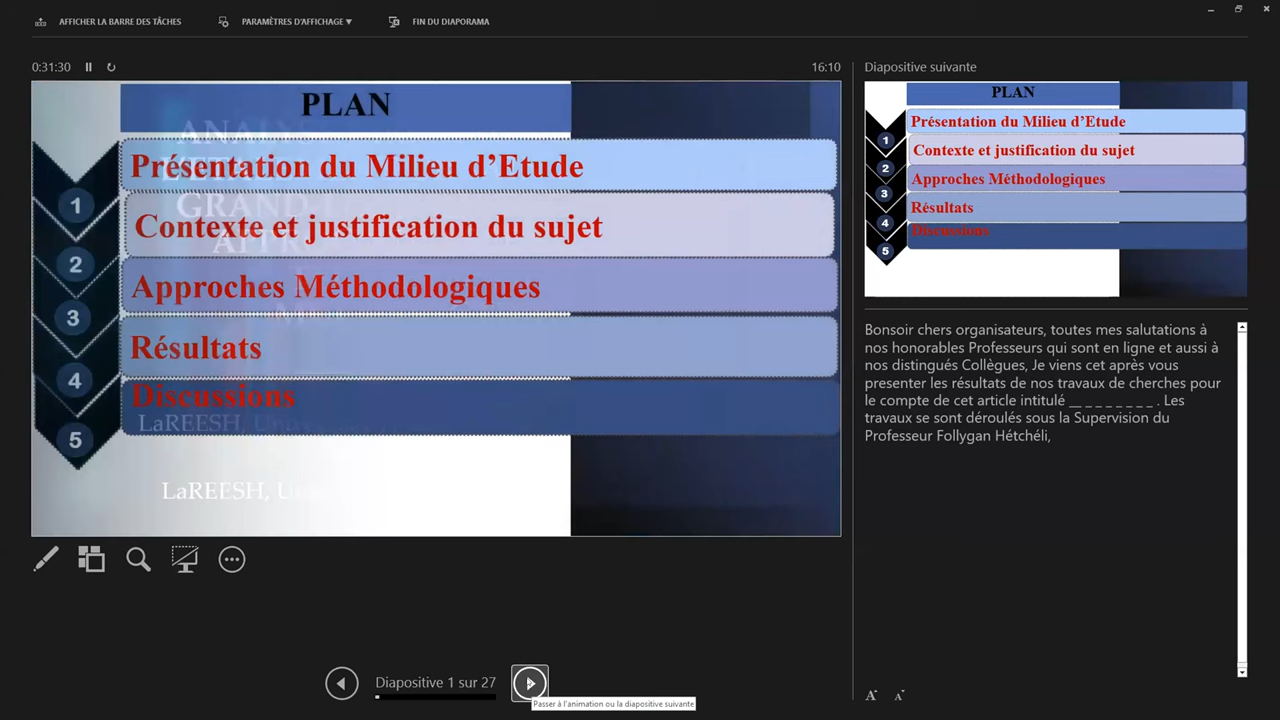 AFFICHER LA BARRE DES TÂCHES
PARAMÈTRES D'AFFICHAGE ▼
FIN DU DIAPORAMA
0:31:30
16:10
PLAN
Présentation du Milieu d'Etude
1
Contexte et justification du sujet
2
Approches Méthodologiques
3
Résultats
4
Discussions
LaREESH,
5
LaREESH,
Diapositive 1 sur 27
Passer à l'animation ou la diapositive suivante
Diapositive suivante
PLAN
Présentation du Milieu d'Etude
1
Contexte et justification du sujet
2
Approches Méthodologiques
3
Résultats
4
Discussions
5
Bonsoir chers organisateurs, toutes mes salutations à
nos honorables Professeurs qui sont en ligne et aussi à
nos distingués Collègues, Je viens cet après vous
presenter les résultats de nos travaux de cherches pour
le compte de cet article intitulé __ _ _ _ _ _ _ _ . Les
travaux se sont déroulés sous la Supervision du
Professeur Follygan Hétchéli,
A A